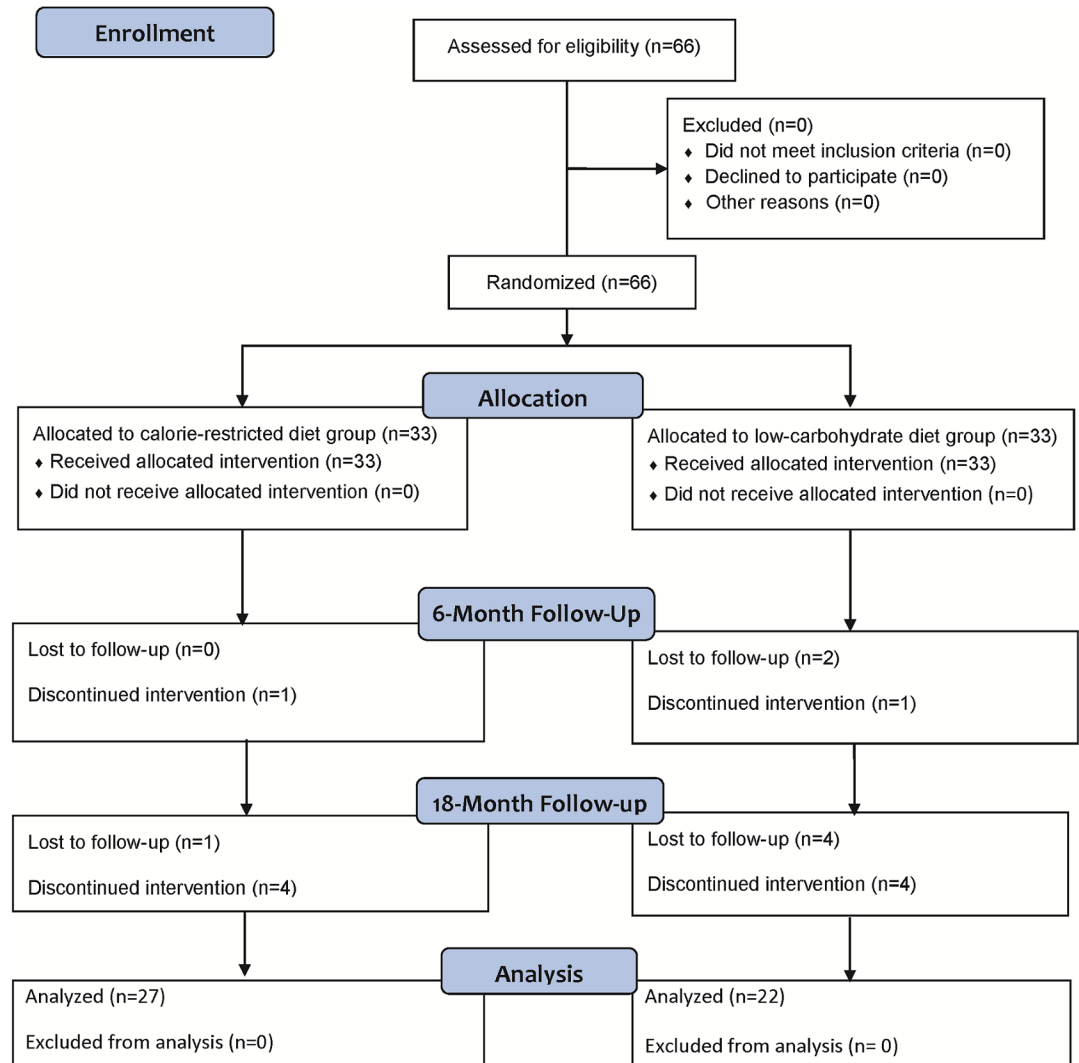 Enrollment
Assessed for eligibility (n=66)
Excluded (n=0)
♦ Did not meet inclusion criteria (n=0)
♦ Declined to participate (n=0)
♦ Other reasons (n=0)
Randomized (n=66)
Allocation
Allocated to calorie-restricted diet group (n=33)
♦ Received allocated intervention (n=33)
♦ Did not receive allocated intervention (n=0)
Allocated to low-carbohydrate diet group (n=33)
♦ Received allocated intervention (n=33)
♦ Did not receive allocated intervention (n=0)
6-Month Follow-Up
Lost to follow-up (n=0)
Discontinued intervention (n=1)
Lost to follow-up (n=2)
Discontinued intervention (n=1)
18-Month Follow-up
Lost to follow-up (n=1)
Discontinued intervention (n=4)
Lost to follow-up (n=4)
Discontinued intervention (n=4)
Analysis
Analyzed (n=27)
Excluded from analysis (n=0)
Analyzed (n=22)
Excluded from analysis (n= 0)